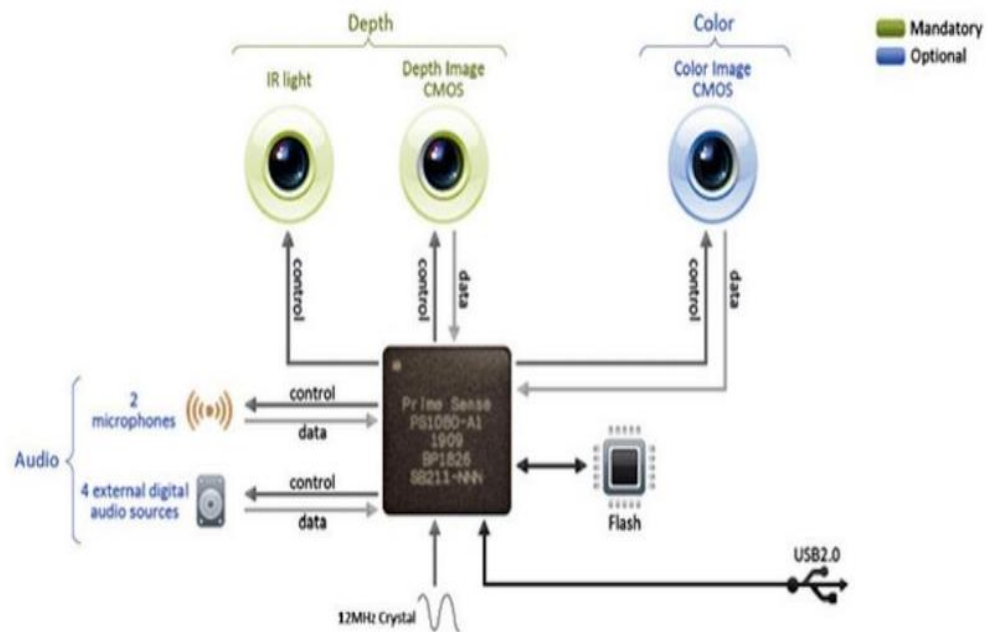 Depth
Color
Mandatory
Optional
IR light
Depth Image
CMOS
Color Image
CMOS
control
control
data
control
data
Prime Sense
PS1080-A1
1909
BP1826
SB211-NNN
2
microphones
control
data
Audio
4 external digital
audio sources
control
data
Flash
USB2.0
12MHz Crystal